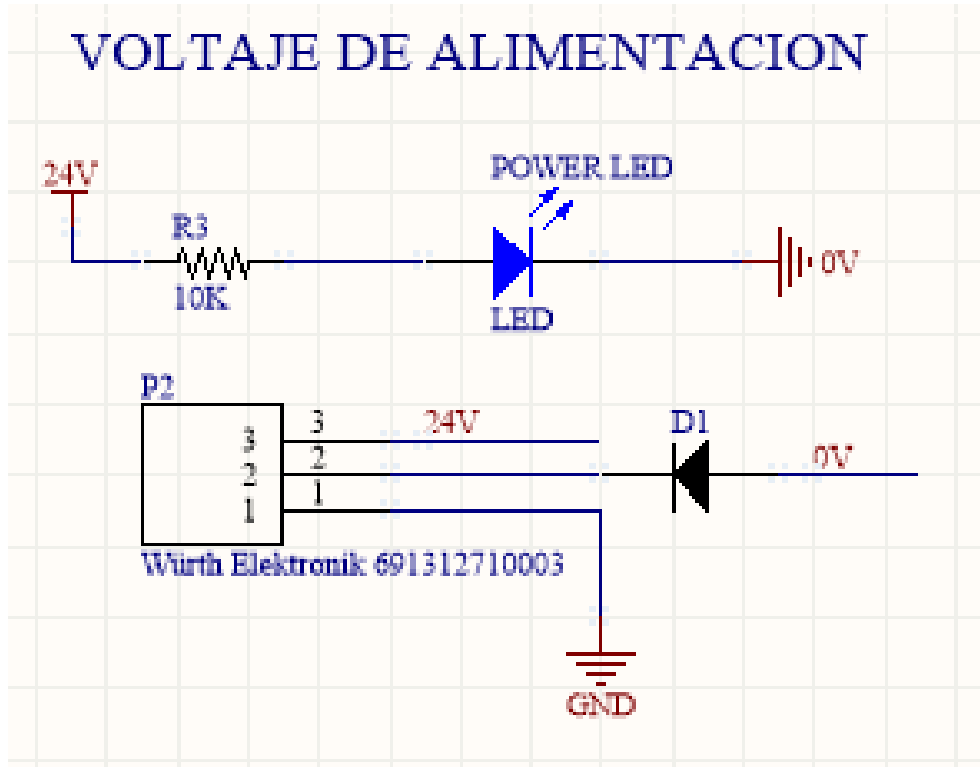 VOLTAJE DE ALIMENTACION
24V
POWER LED
R3
10K
LED
0V
P2
3
3
24V
D1
2
2
0V
1
1
Würth Elektronik 691312710003
GND